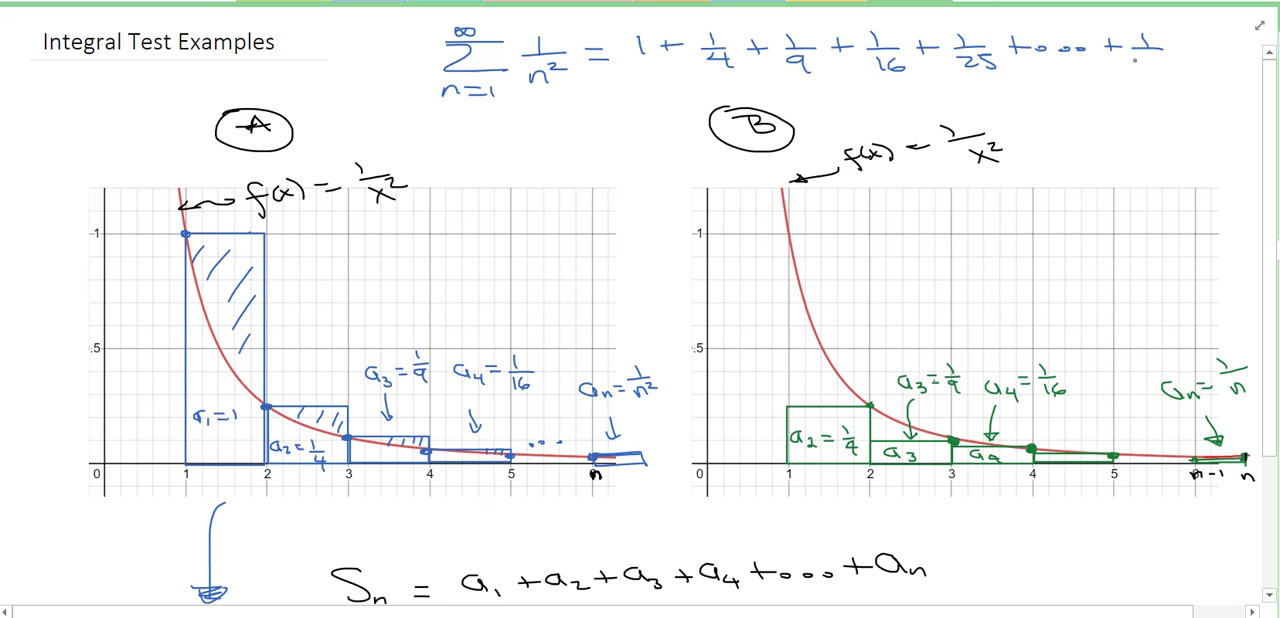 Integral Test Examples
∞ ∑ n=1 1/n² = 1 + 1/4 + 1/9 + 1/16 + 1/25 + ... + 1/
A
B
f(x) = 1/x²
f(x) = 1/x²
1
.5
a₁=1
a₂=1/4
a₃=1/9
a₄=1/16
...
aₙ=1/n²
0 1 2 3 4 5 n
1
.5
a₂=1/4
a₃=1/9
a₃
a₄=1/16
a₄
aₙ=1/n
0 1 2 3 4 5 n-1 n
Sₙ = a₁ + a₂ + a₃ + a₄ + ... + aₙ